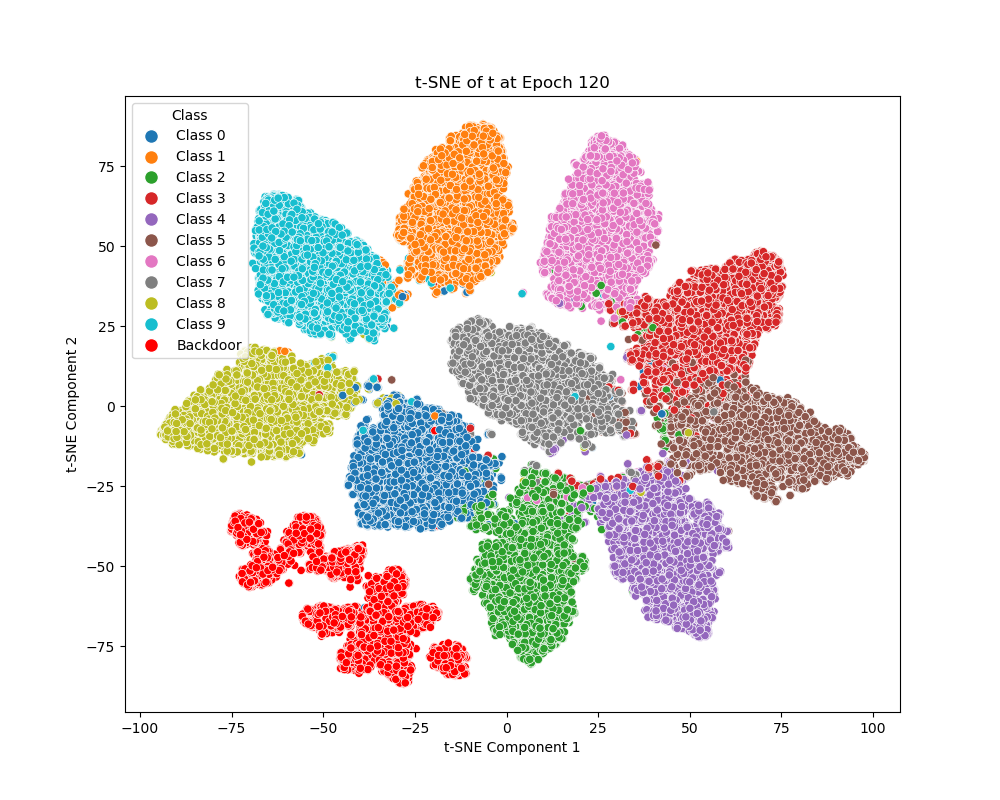 t-SNE of t at Epoch 120
Class
Class 0
Class 1
Class 2
Class 3
Class 4
Class 5
Class 6
Class 7
Class 8
Class 9
Backdoor
75
50
25
0
−25
−50
−75
t-SNE Component 2
−100
−75
−50
−25
0
25
50
75
100
t-SNE Component 1